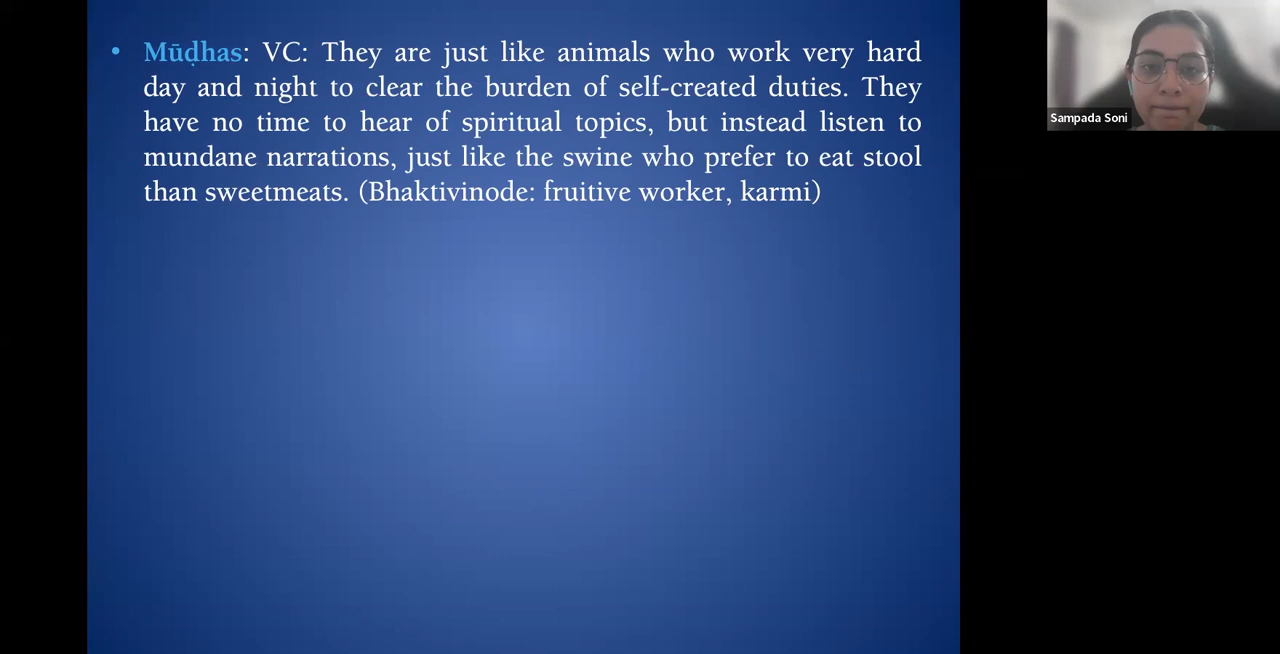 • Mūḍhas: VC: They are just like animals who work very hard
day and night to clear the burden of self-created duties. They
have no time to hear of spiritual topics, but instead listen to
mundane narrations, just like the swine who prefer to eat stool
than sweetmeats. (Bhaktivinode: fruitive worker, karmi)
Sampada Soni